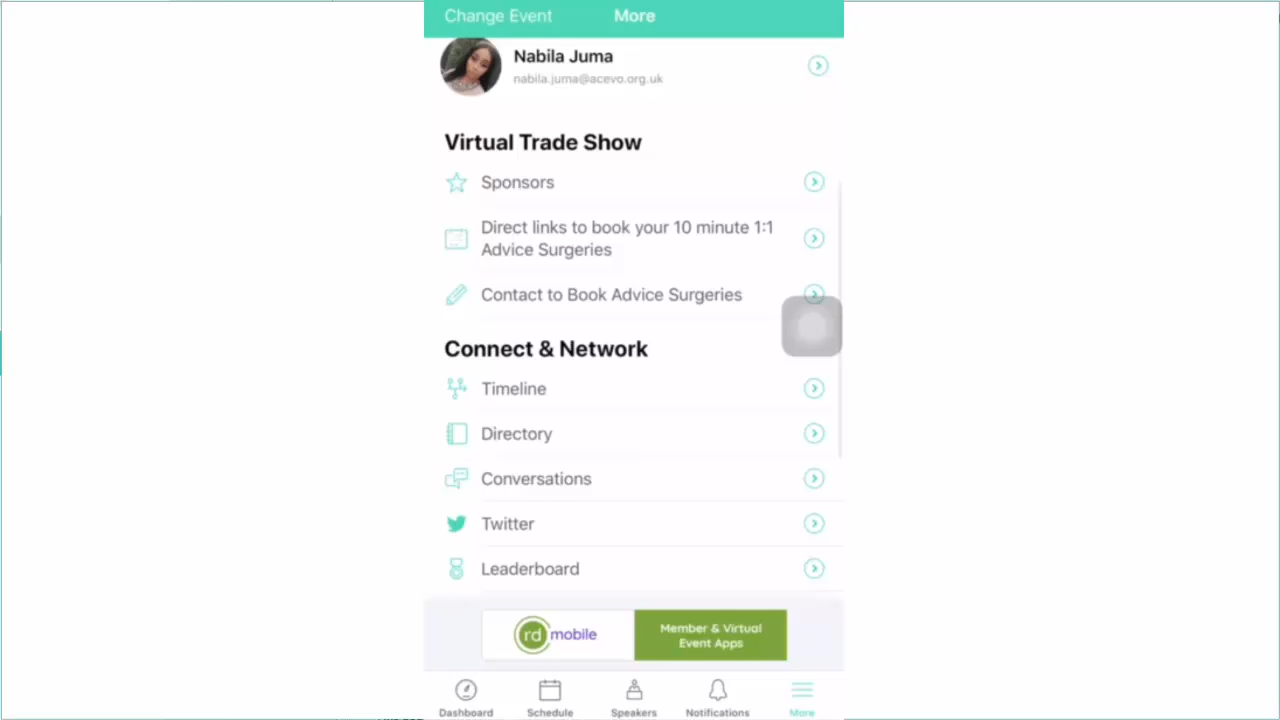 Change Event
More
Nabila Juma
nabila.juma@acevo.org.uk
Virtual Trade Show
Sponsors
Direct links to book your 10 minute 1:1
Advice Surgeries
Contact to Book Advice Surgeries
Connect & Network
Timeline
Directory
Conversations
Twitter
Leaderboard
rd mobile
Member & Virtual
Event Apps
Dashboard
Schedule
Speakers
Notifications
More